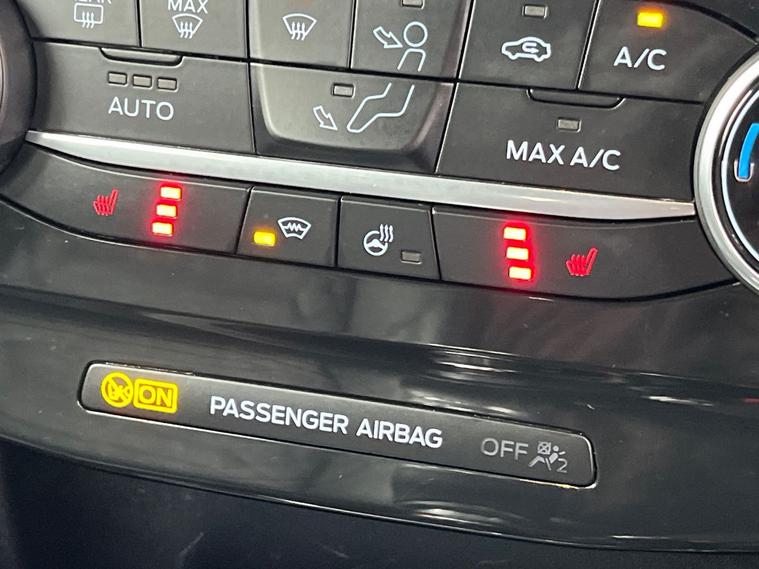 MAX
A/C
AUTO
MAX A/C
ON PASSENGER AIRBAG OFF
2